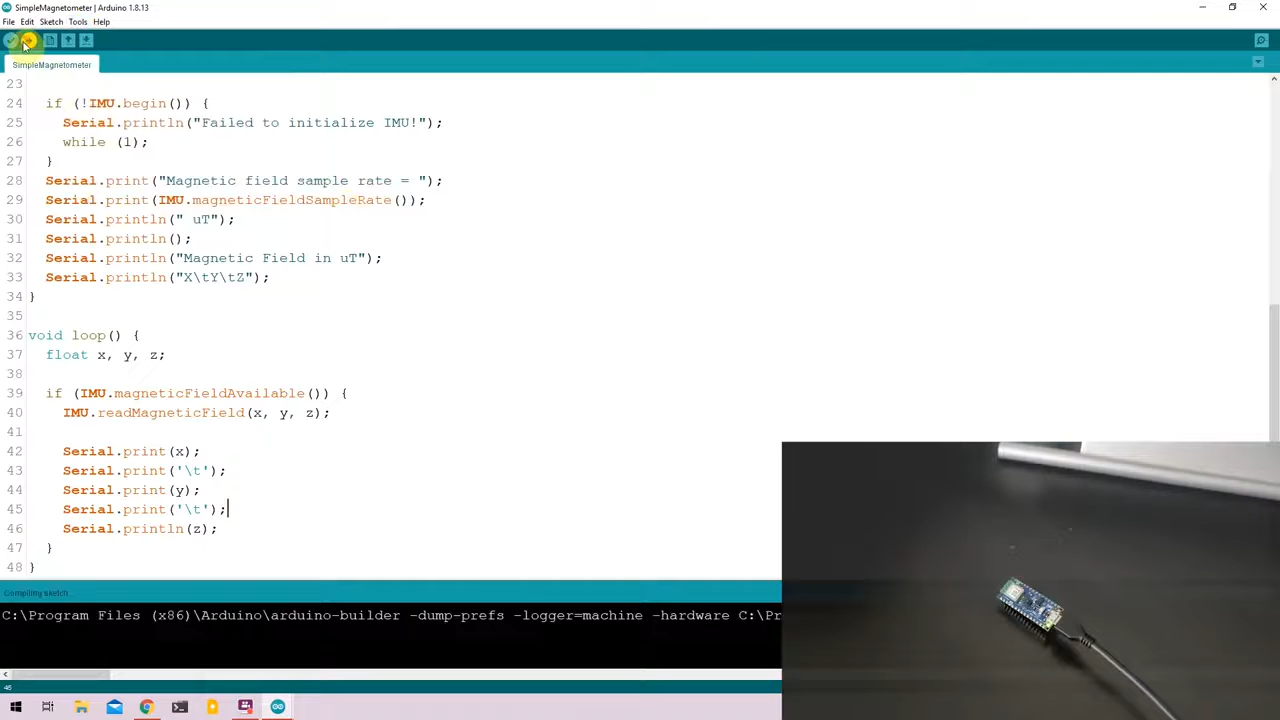 SimpleMagnetometer | Arduino 1.8.13
File Edit Sketch Tools Help
SimpleMagnetometer
23
24 if (!IMU.begin()) {
25 Serial.println("Failed to initialize IMU!");
26 while (1);
27 }
28 Serial.print("Magnetic field sample rate = ");
29 Serial.print(IMU.magneticFieldSampleRate());
30 Serial.println(" uT");
31 Serial.println();
32 Serial.println("Magnetic Field in uT");
33 Serial.println("X\tY\tZ");
34 }
35
36 void loop() {
37 float x, y, z;
38
39 if (IMU.magneticFieldAvailable()) {
40 IMU.readMagneticField(x, y, z);
41
42 Serial.print(x);
43 Serial.print('\t');
44 Serial.print(y);
45 Serial.print('\t');
46 Serial.println(z);
47 }
48 }
Compiling sketch...
C:\Program Files (x86)\Arduino\arduino-builder -dump-prefs -logger=machine -hardware C:\Pr
45